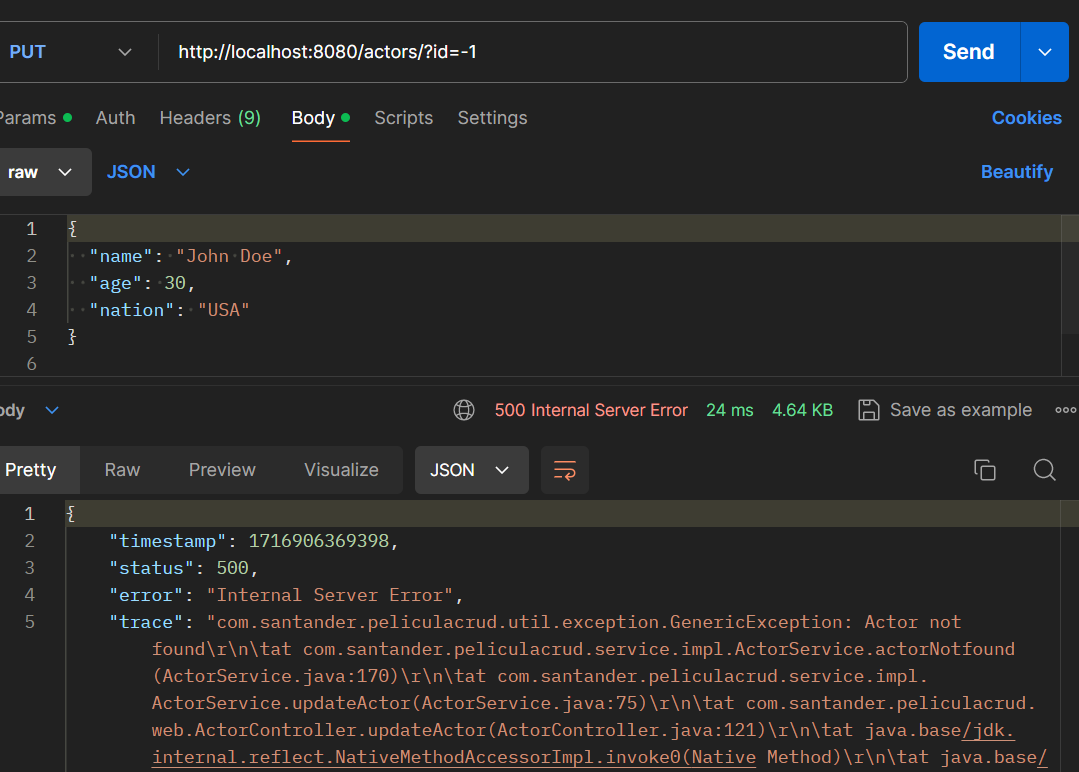 PUT
http://localhost:8080/actors/?id=-1
Send
Params
Auth
Headers (9)
Body
Scripts
Settings
Cookies
raw
JSON
Beautify
1 {
2 "name": "John Doe",
3 "age": 30,
4 "nation": "USA"
5 }
6
ody
500 Internal Server Error
24 ms
4.64 KB
Save as example
Pretty
Raw
Preview
Visualize
JSON
1 {
2 "timestamp": 1716906369398,
3 "status": 500,
4 "error": "Internal Server Error",
5 "trace": "com.santander.peliculacrud.util.exception.GenericException: Actor not
found\r\n\tat com.santander.peliculacrud.service.impl.ActorService.actorNotfound
(ActorService.java:170)\r\n\tat com.santander.peliculacrud.service.impl.
ActorService.updateActor(ActorService.java:75)\r\n\tat com.santander.peliculacrud.
web.ActorController.updateActor(ActorController.java:121)\r\n\tat java.base/jdk.
internal.reflect.NativeMethodAccessorImpl.invoke0(Native Method)\r\n\tat java.base/